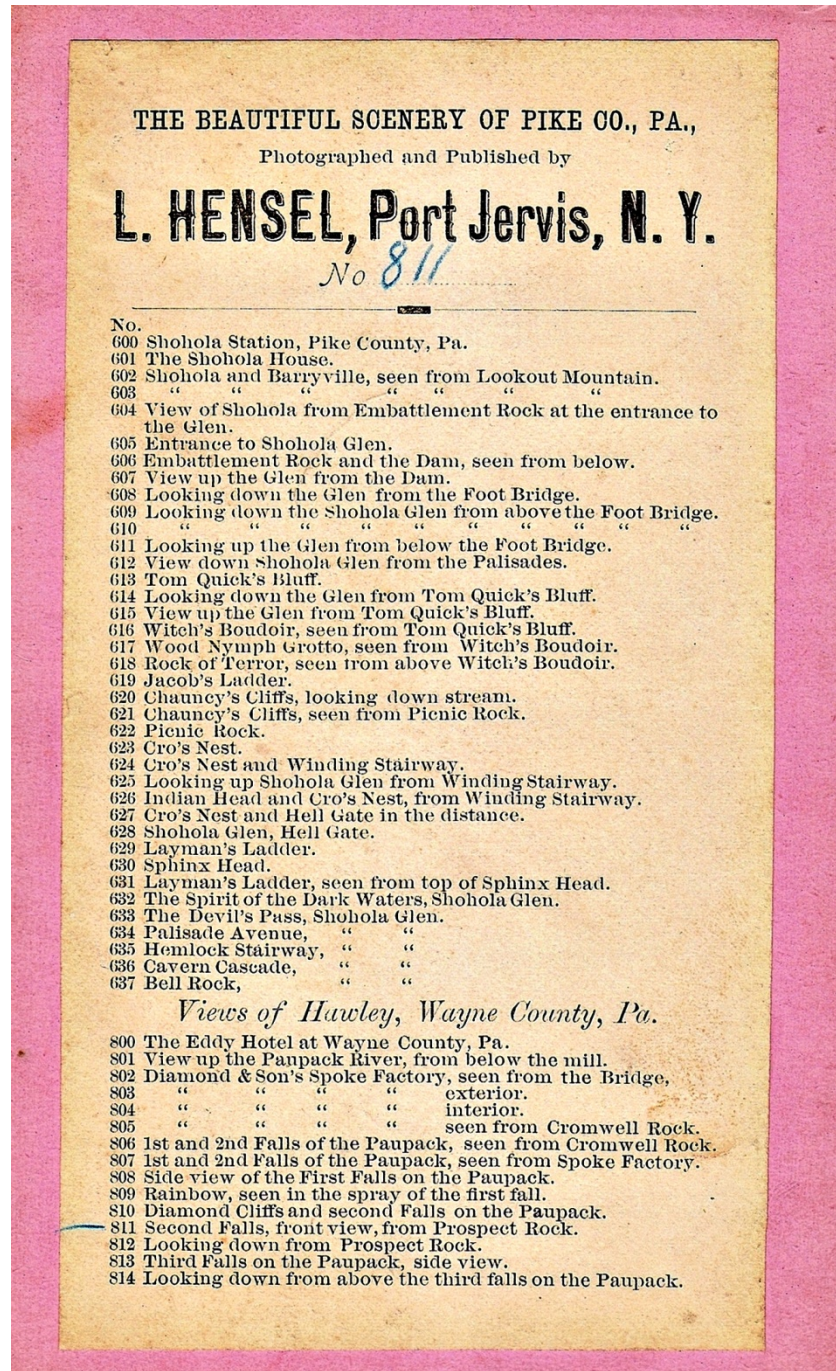 THE BEAUTIFUL SCENERY OF PIKE CO., PA.,
Photographed and Published by
L. HENSEL, Port Jervis, N. Y.
No 811
No.
600 Shohola Station, Pike County, Pa.
601 The Shohola House.
602 Shohola and Barryville, seen from Lookout Mountain.
603 “ “ “ “ “ “ “
604 View of Shohola from Embattlement Rock at the entrance to
the Glen.
605 Entrance to Shohola Glen.
606 Embattlement Rock and the Dam, seen from below.
607 View up the Glen from the Dam.
608 Looking down the Glen from the Foot Bridge.
609 Looking down the Shohola Glen from above the Foot Bridge.
610 “ “ “ “ “ “ “ “ “ “
611 Looking up the Glen from below the Foot Bridge.
612 View down Shohola Glen from the Palisades.
613 Tom Quick's Bluff.
614 Looking down the Glen from Tom Quick's Bluff.
615 View up the Glen from Tom Quick's Bluff.
616 Witch's Boudoir, seen from Tom Quick's Bluff.
617 Wood Nymph Grotto, seen from Witch's Boudoir.
618 Rock of Terror, seen from above Witch's Boudoir.
619 Jacob's Ladder.
620 Chauncy's Cliffs, looking down stream.
621 Chauncy's Cliffs, seen from Picnic Rock.
622 Picnic Rock.
623 Cro's Nest.
624 Cro's Nest and Winding Stairway.
625 Looking up Shohola Glen from Winding Stairway.
626 Indian Head and Cro's Nest, from Winding Stairway.
627 Cro's Nest and Hell Gate in the distance.
628 Shohola Glen, Hell Gate.
629 Layman's Ladder.
630 Sphinx Head.
631 Layman's Ladder, seen from top of Sphinx Head.
632 The Spirit of the Dark Waters, Shohola Glen.
633 The Devil's Pass, Shohola Glen.
634 Palisade Avenue, “ “
635 Hemlock Stairway, “ “
636 Cavern Cascade, “ “
637 Bell Rock, “ “
Views of Hawley, Wayne County, Pa.
800 The Eddy Hotel at Wayne County, Pa.
801 View up the Paupack River, from below the mill.
802 Diamond & Son's Spoke Factory, seen from the Bridge,
803 “ “ “ “ exterior.
804 “ “ “ “ interior.
805 “ “ “ “ seen from Cromwell Rock.
806 1st and 2nd Falls of the Paupack, seen from Cromwell Rock.
807 1st and 2nd Falls of the Paupack, seen from Spoke Factory.
808 Side view of the First Falls on the Paupack.
809 Rainbow, seen in the spray of the first fall.
810 Diamond Cliffs and second Falls on the Paupack.
811 Second Falls, front view, from Prospect Rock.
812 Looking down from Prospect Rock.
813 Third Falls on the Paupack, side view.
814 Looking down from above the third falls on the Paupack.